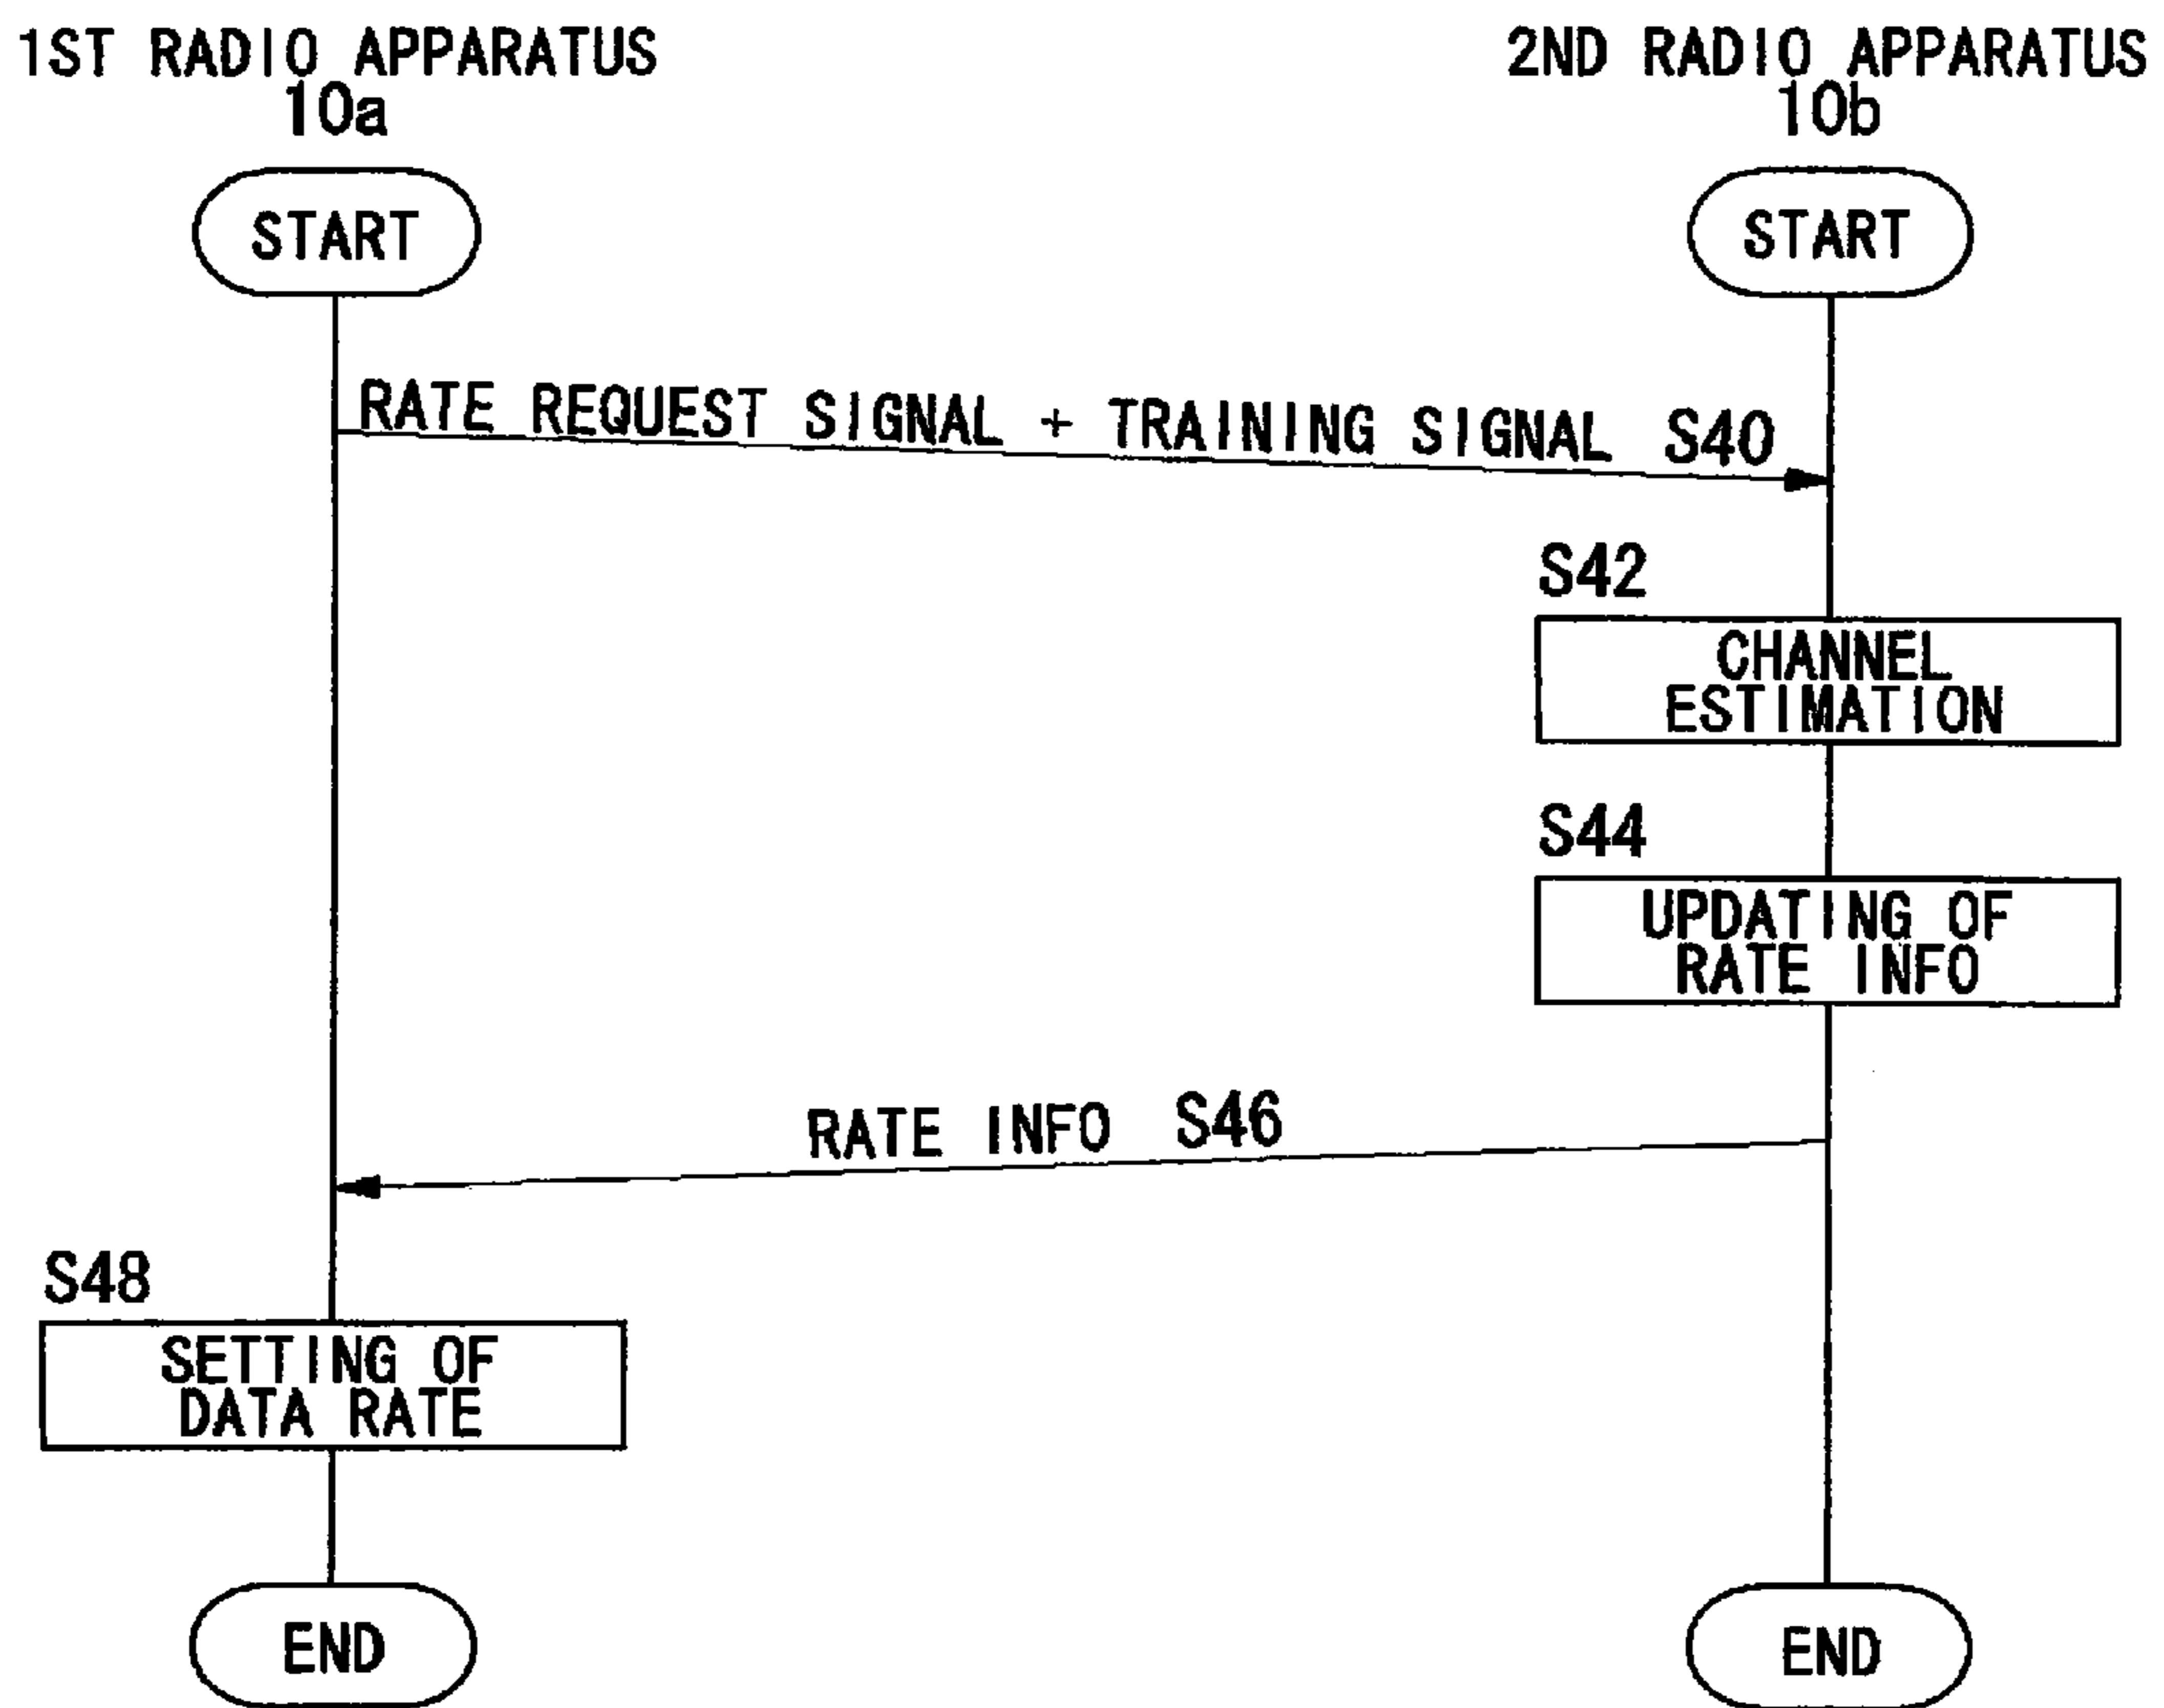 1ST RADIO APPARATUS
10a
2ND RADIO APPARATUS
10b
START
START
RATE REQUEST SIGNAL + TRAINING SIGNAL S40
S42
CHANNEL
ESTIMATION
S44
UPDATING OF
RATE INFO
RATE INFO S46
S48
SETTING OF
DATA RATE
END
END